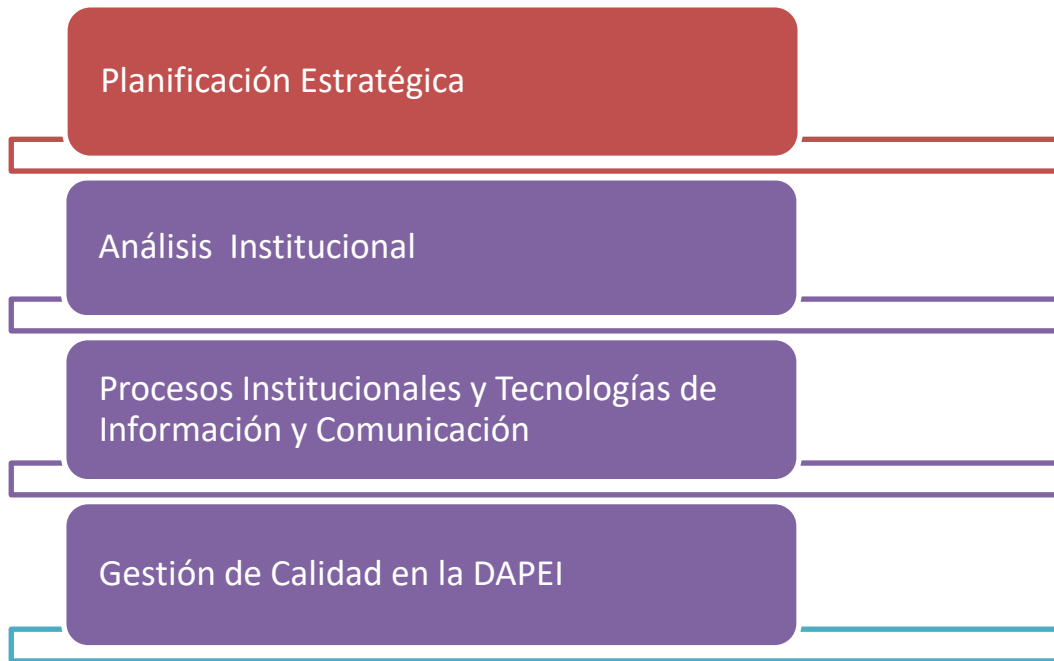 Planificación Estratégica
Análisis  Institucional
Procesos Institucionales y Tecnologías de
Información y Comunicación
Gestión de Calidad en la DAPEI